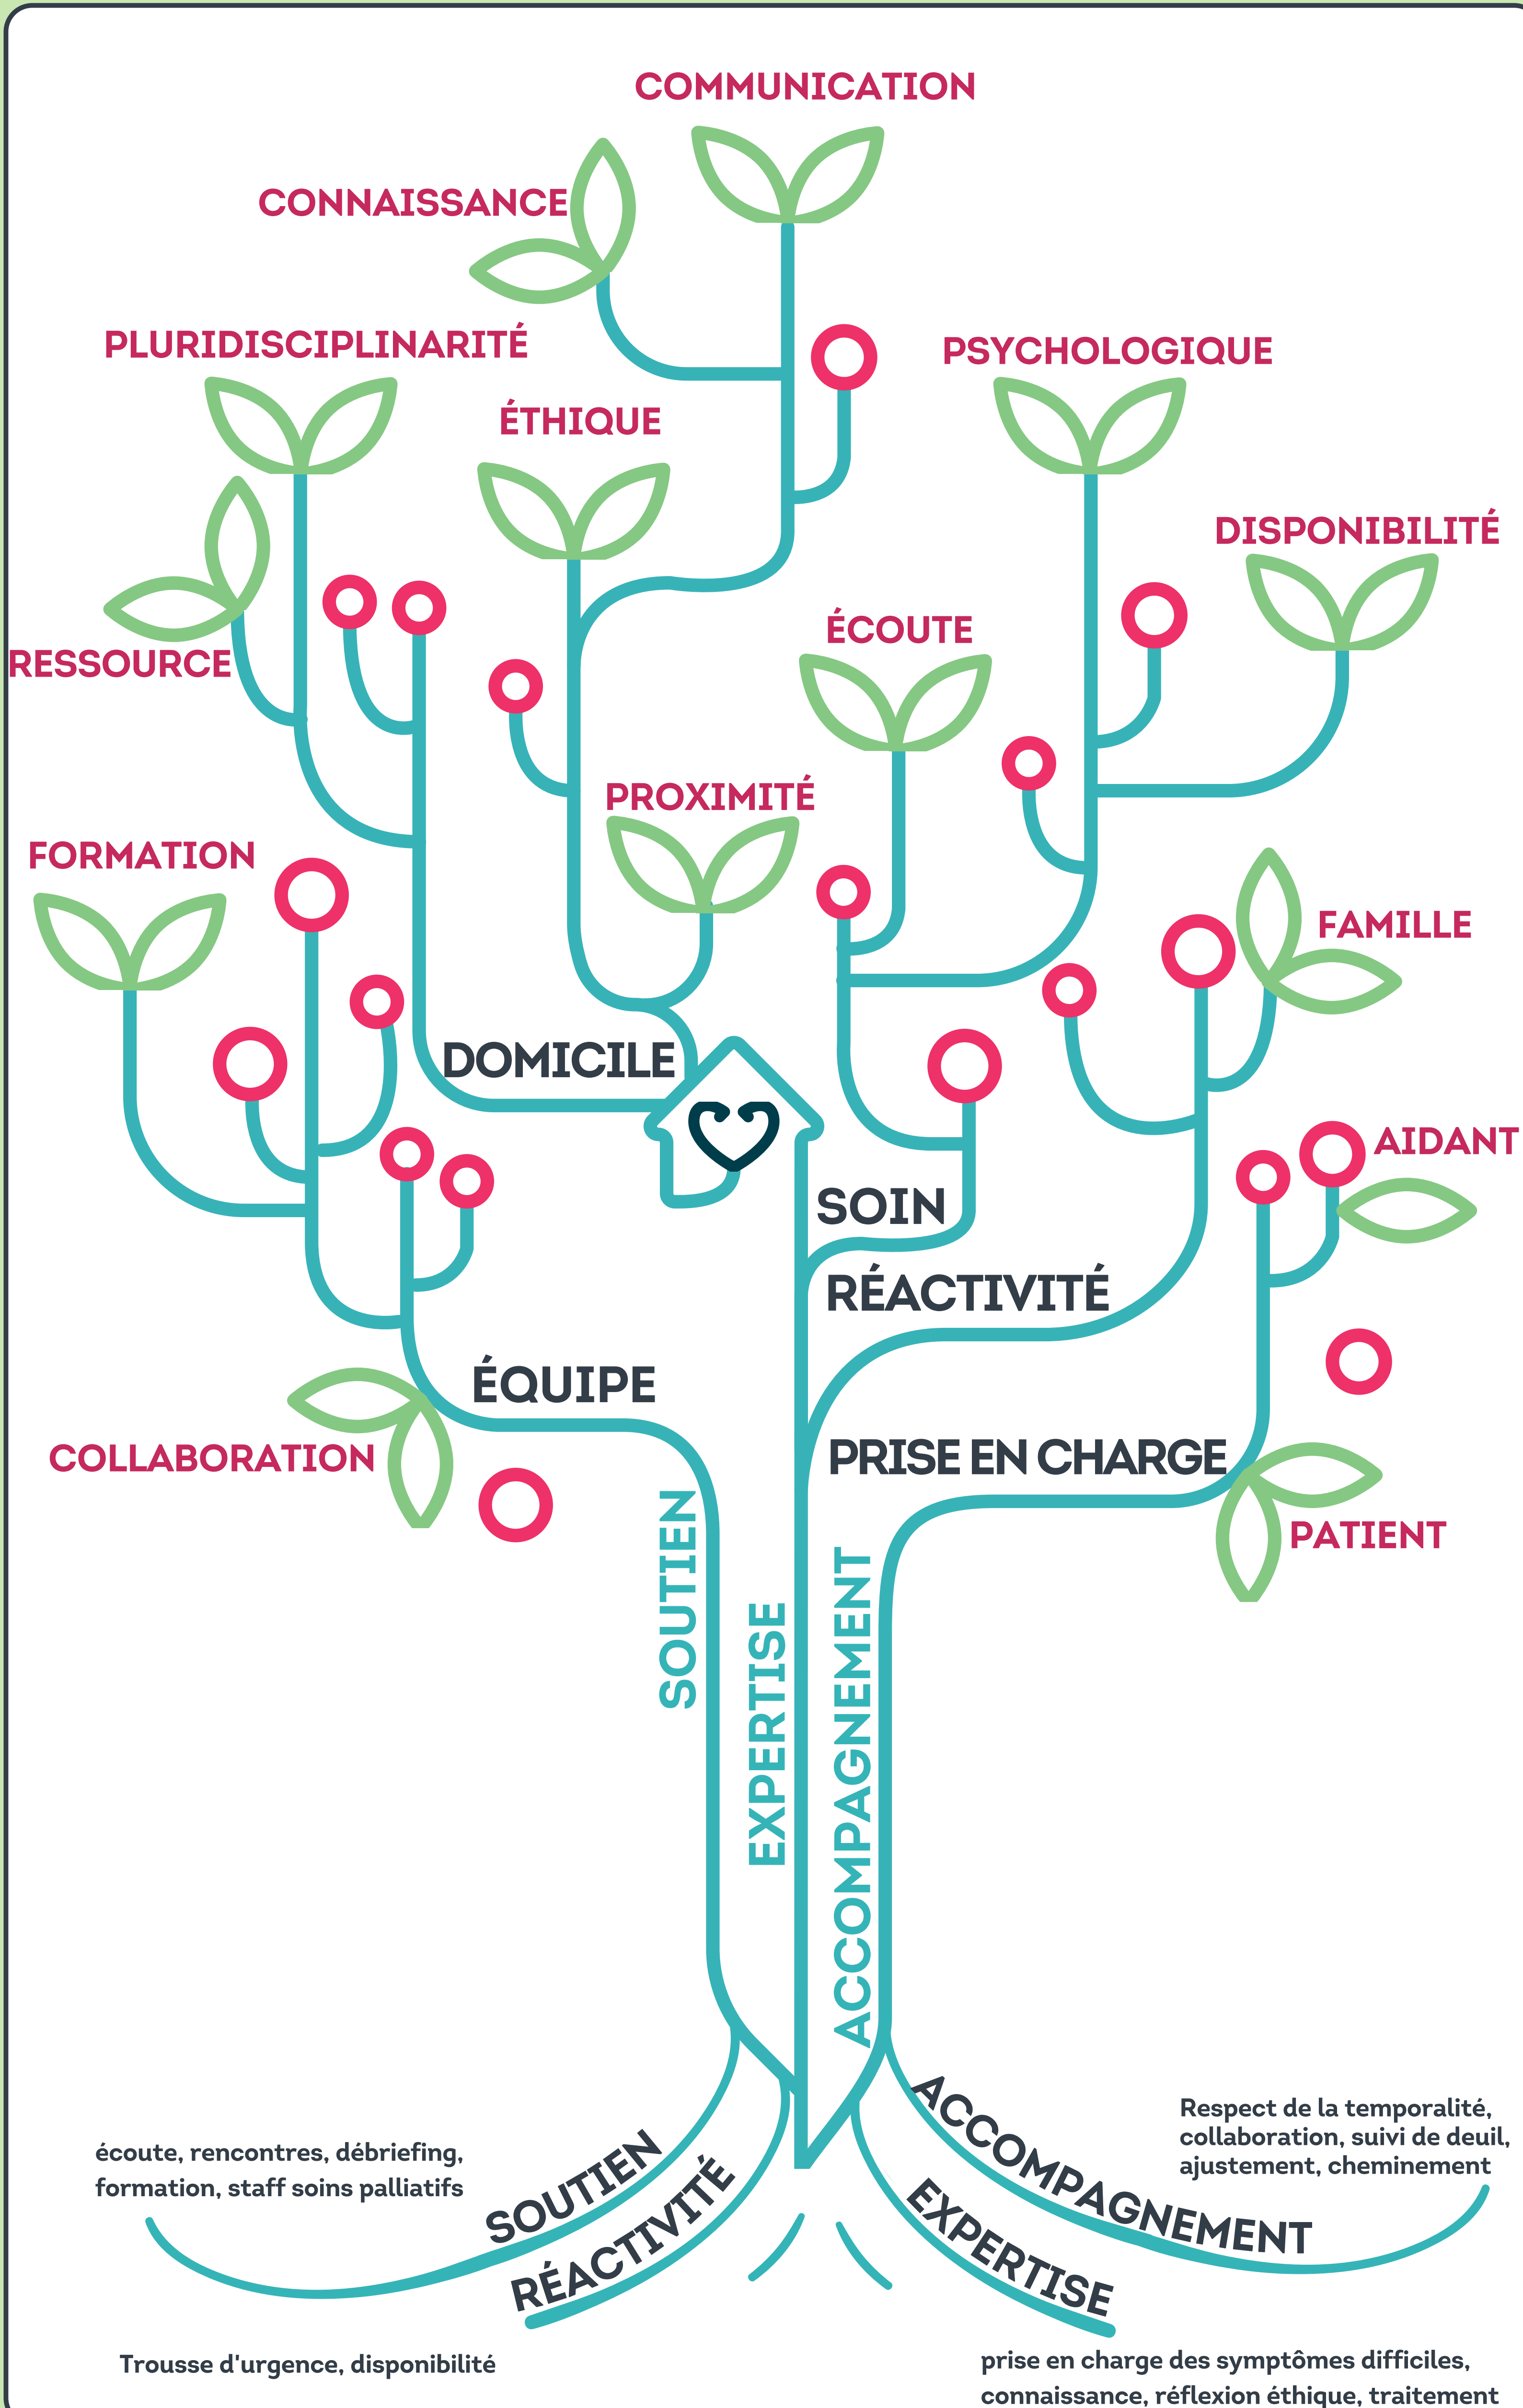 COMMUNICATION
CONNAISSANCE
PLURIDISCIPLINARITÉ
PSYCHOLOGIQUE
ÉTHIQUE
DISPONIBILITÉ
ÉCOUTE
RESSOURCE
PROXIMITÉ
FORMATION
FAMILLE
DOMICILE
AIDANT
SOIN
RÉACTIVITÉ
ÉQUIPE
PRISE EN CHARGE
COLLABORATION
PATIENT
SOUTIEN
EXPERTISE
ACCOMPAGNEMENT
écoute, rencontres, débriefing,
formation, staff soins palliatifs
SOUTIEN
RÉACTIVITÉ
Trousse d'urgence, disponibilité
ACCOMPAGNEMENT
Respect de la temporalité,
collaboration, suivi de deuil,
ajustement, cheminement
EXPERTISE
prise en charge des symptômes difficiles,
connaissance, réflexion éthique, traitement